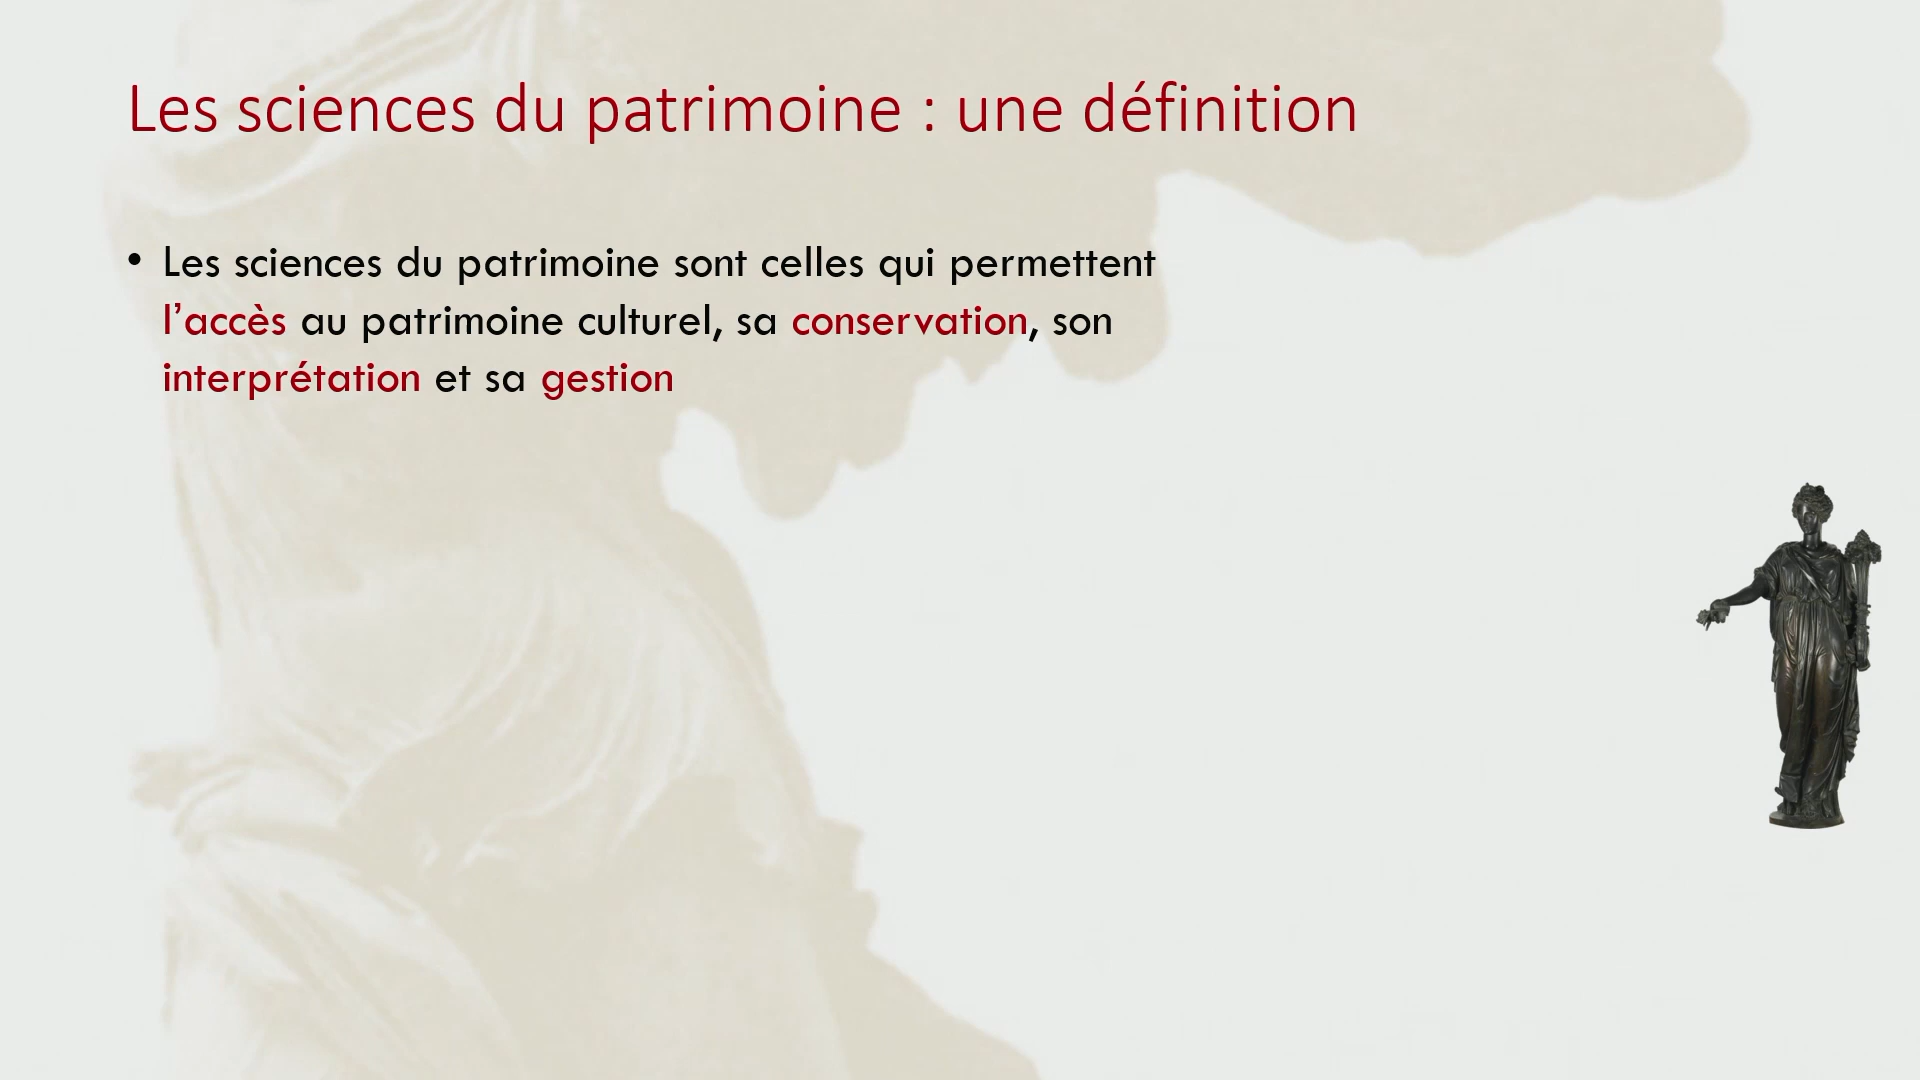 Les sciences du patrimoine : une définition
• Les sciences du patrimoine sont celles qui permettent
l’accès au patrimoine culturel, sa conservation, son
interprétation et sa gestion